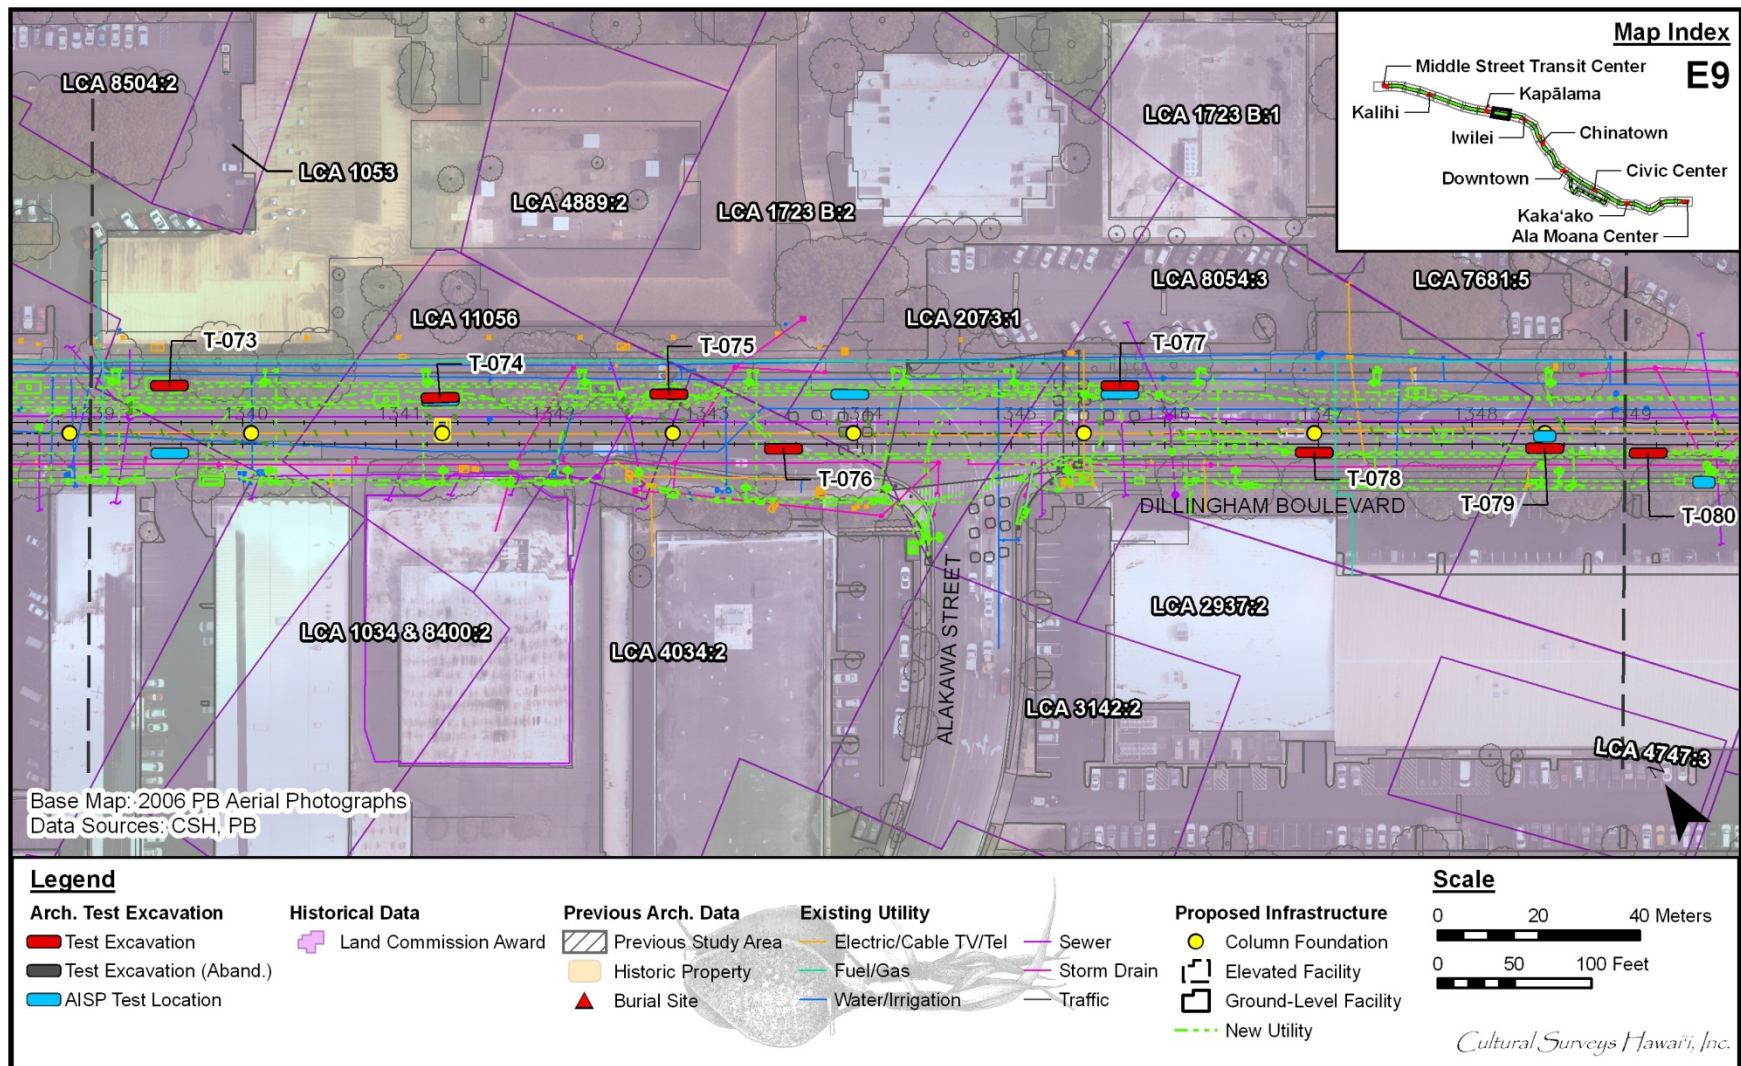 Map Index
E9
Middle Street Transit Center
Kapālama
Kalihi
Iwilei
Chinatown
Downtown
Civic Center
Kaka‘ako
Ala Moana Center
LCA 8504:2
LCA 1053
LCA 4889:2
LCA 1723 B:2
LCA 1723 B:1
LCA 8054:3
LCA 7681:5
LCA 11056
LCA 2073:1
T-073
T-074
T-075
T-077
1339
1340
1341
1342
1343
1344
1345
1346
1347
1348
1349
T-076
T-078
T-079
T-080
DILLINGHAM BOULEVARD
ALAKAWA STREET
LCA 1034 & 8400:2
LCA 4034:2
LCA 2937:2
LCA 3142:2
LCA 4747:3
N
Base Map: 2006 PB Aerial Photographs
Data Sources: CSH, PB
Legend
Arch. Test Excavation
Test Excavation
Test Excavation (Aband.)
AISP Test Location
Historical Data
Land Commission Award
Previous Arch. Data
Previous Study Area
Historic Property
Burial Site
Existing Utility
Electric/Cable TV/Tel
Fuel/Gas
Water/Irrigation
Sewer
Storm Drain
Traffic
Proposed Infrastructure
Column Foundation
Elevated Facility
Ground-Level Facility
New Utility
Scale
0 20 40 Meters
0 50 100 Feet
Cultural Surveys Hawai‘i, Inc.